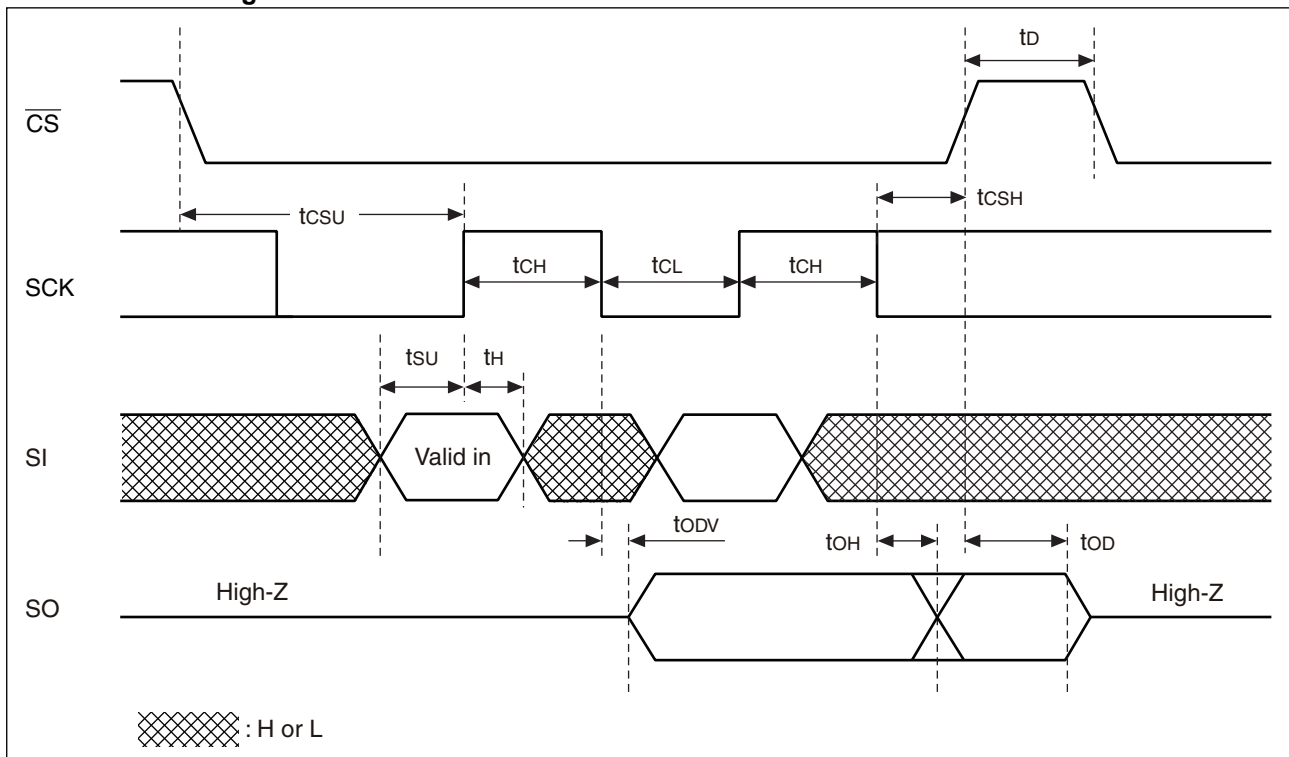 tD
CS
tCSU
tCSH
SCK
tCH
tCL
tCH
tSU
tH
SI
Valid in
tODV
tOH
tOD
SO
High-Z
High-Z
: H or L